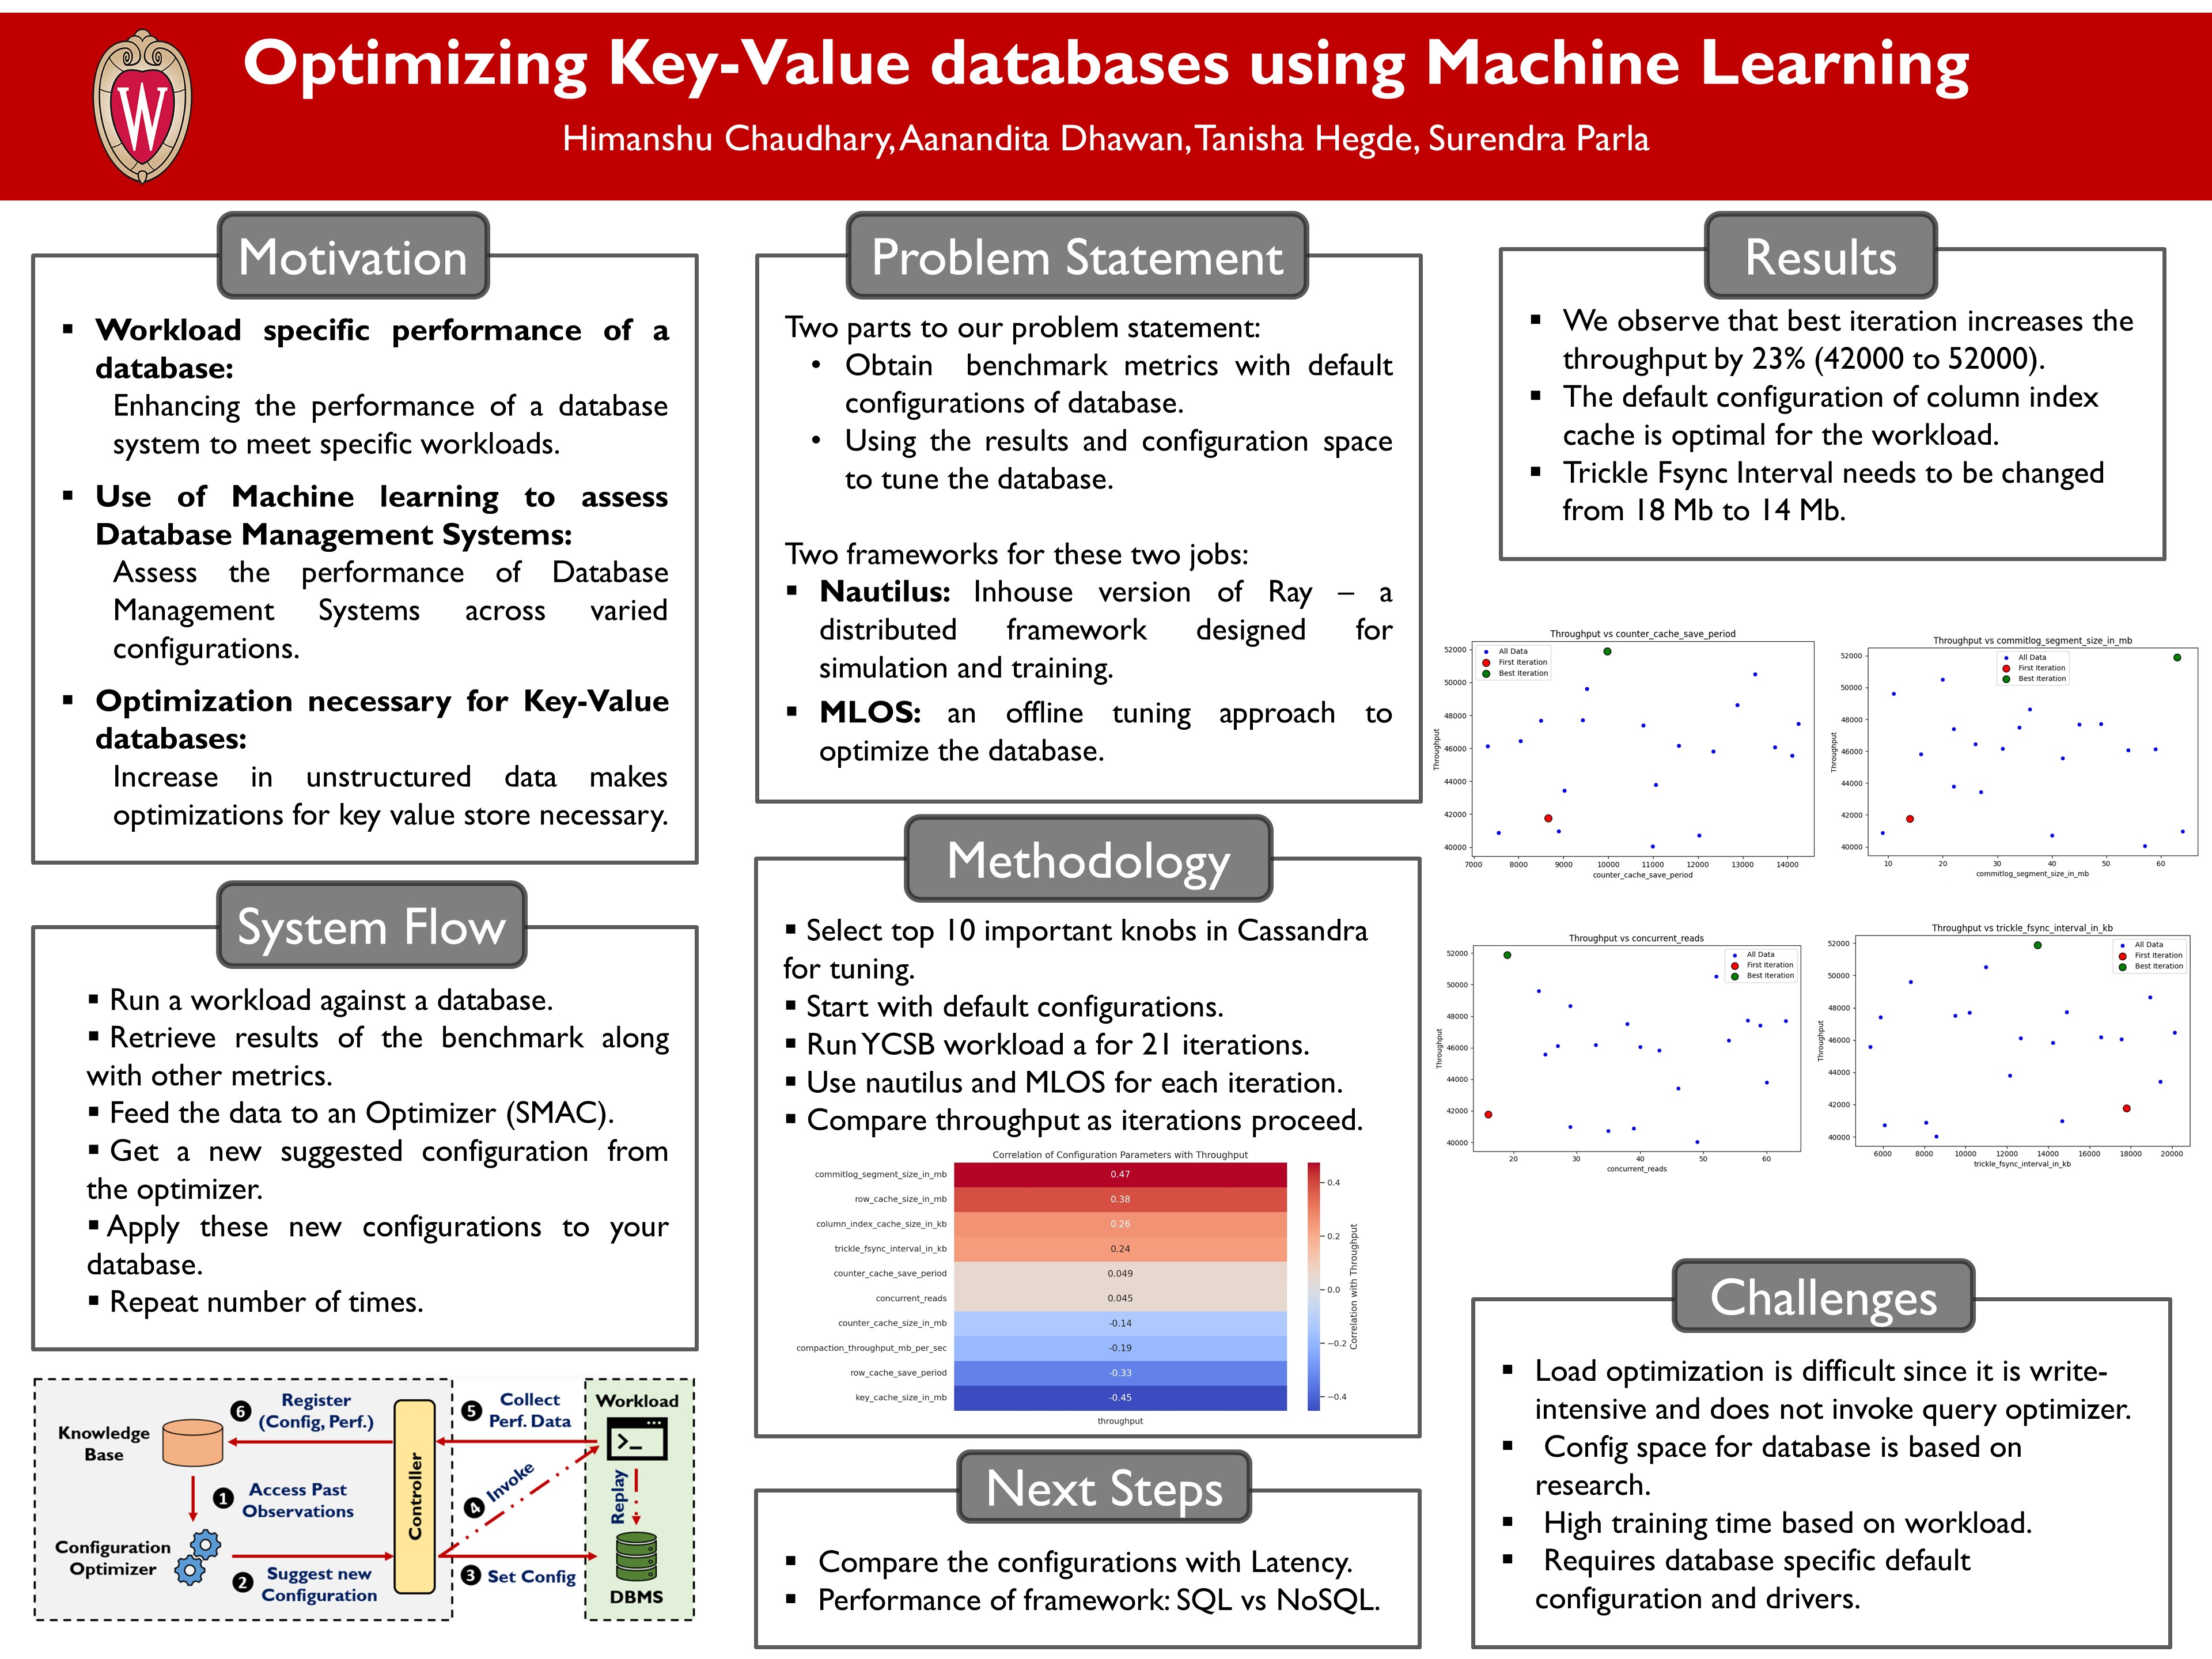 W
Optimizing Key-Value databases using Machine Learning
Himanshu Chaudhary, Aanandita Dhawan, Tanisha Hegde, Surendra Parla
Motivation
▪ Workload specific performance of a
database:
Enhancing the performance of a database
system to meet specific workloads.
▪ Use of Machine learning to assess
Database Management Systems:
Assess the performance of Database
Management Systems across varied
configurations.
▪ Optimization necessary for Key-Value
databases:
Increase in unstructured data makes
optimizations for key value store necessary.
System Flow
▪ Run a workload against a database.
▪ Retrieve results of the benchmark along
with other metrics.
▪ Feed the data to an Optimizer (SMAC).
▪ Get a new suggested configuration from
the optimizer.
▪ Apply these new configurations to your
database.
▪ Repeat number of times.
Knowledge
Base
6 Register
(Config, Perf.)
1 Access Past
Observations
Configuration
Optimizer
2 Suggest new
Configuration
Controller
5 Collect
Perf. Data
4 Invoke
3 Set Config
Workload
>_
Replay
DBMS
Problem Statement
Two parts to our problem statement:
• Obtain benchmark metrics with default
configurations of database.
• Using the results and configuration space
to tune the database.
Two frameworks for these two jobs:
▪ Nautilus: Inhouse version of Ray – a
distributed framework designed for
simulation and training.
▪ MLOS: an offline tuning approach to
optimize the database.
Methodology
▪ Select top 10 important knobs in Cassandra
for tuning.
▪ Start with default configurations.
▪ Run YCSB workload a for 21 iterations.
▪ Use nautilus and MLOS for each iteration.
▪ Compare throughput as iterations proceed.
Correlation of Configuration Parameters with Throughput
commitlog_segment_size_in_mb 0.47
row_cache_size_in_mb 0.38
column_index_cache_size_in_kb 0.26
trickle_fsync_interval_in_kb 0.24
counter_cache_save_period 0.049
concurrent_reads 0.045
counter_cache_size_in_mb -0.14
compaction_throughput_mb_per_sec -0.19
row_cache_save_period -0.33
key_cache_size_in_mb -0.45
throughput
0.4
0.2
0.0
−0.2
−0.4
Correlation with Throughput
Next Steps
▪ Compare the configurations with Latency.
▪ Performance of framework: SQL vs NoSQL.
Results
▪ We observe that best iteration increases the
throughput by 23% (42000 to 52000).
▪ The default configuration of column index
cache is optimal for the workload.
▪ Trickle Fsync Interval needs to be changed
from 18 Mb to 14 Mb.
Throughput vs counter_cache_save_period
All Data
First Iteration
Best Iteration
Throughput
52000
50000
48000
46000
44000
42000
40000
7000 8000 9000 10000 11000 12000 13000 14000
counter_cache_save_period
Throughput vs commitlog_segment_size_in_mb
All Data
First Iteration
Best Iteration
Throughput
52000
50000
48000
46000
44000
42000
40000
10 20 30 40 50 60
commitlog_segment_size_in_mb
Throughput vs concurrent_reads
All Data
First Iteration
Best Iteration
Throughput
52000
50000
48000
46000
44000
42000
40000
20 30 40 50 60
concurrent_reads
Throughput vs trickle_fsync_interval_in_kb
All Data
First Iteration
Best Iteration
Throughput
52000
50000
48000
46000
44000
42000
40000
6000 8000 10000 12000 14000 16000 18000 20000
trickle_fsync_interval_in_kb
Challenges
▪ Load optimization is difficult since it is write-
intensive and does not invoke query optimizer.
▪ Config space for database is based on
research.
▪ High training time based on workload.
▪ Requires database specific default
configuration and drivers.